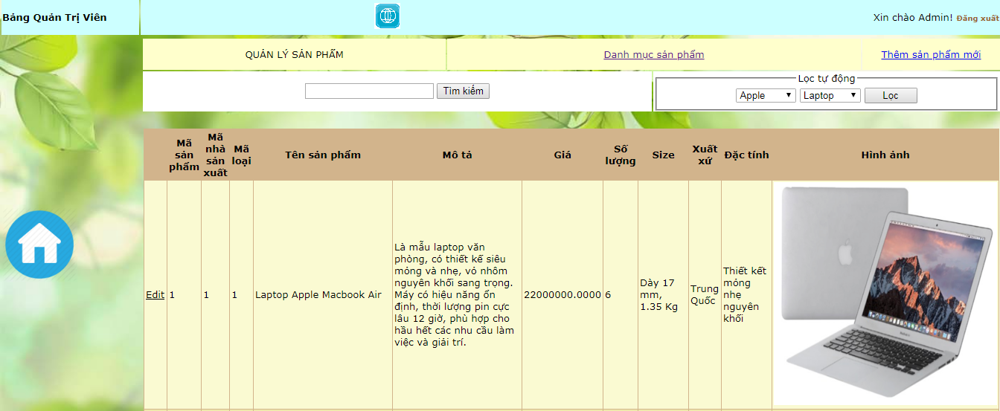 Bảng Quản Trị Viên
Xin chào Admin! Đăng xuất
QUẢN LÝ SẢN PHẨM
Danh mục sản phẩm
Thêm sản phẩm mới
Tìm kiếm
Lọc tự động
Apple
Laptop
Lọc
Mã
sản
phẩm
Mã
nhà
sản
xuất
Mã
loại
Tên sản phẩm
Mô tả
Giá
Số
lượng
Size
Xuất
xứ
Đặc tính
Hình ảnh
Edit
1
1
1
Laptop Apple Macbook Air
Là mẫu laptop văn
phòng, có thiết kế siêu
mỏng và nhẹ, vỏ nhôm
nguyên khối sang trọng.
Máy có hiệu năng ổn
định, thời lượng pin cực
lâu 12 giờ, phù hợp cho
hầu hết các nhu cầu làm
việc và giải trí.
22000000.0000
6
Dày 17
mm,
1.35 Kg
Trung
Quốc
Thiết kết
mỏng
nhẹ
nguyên
khối